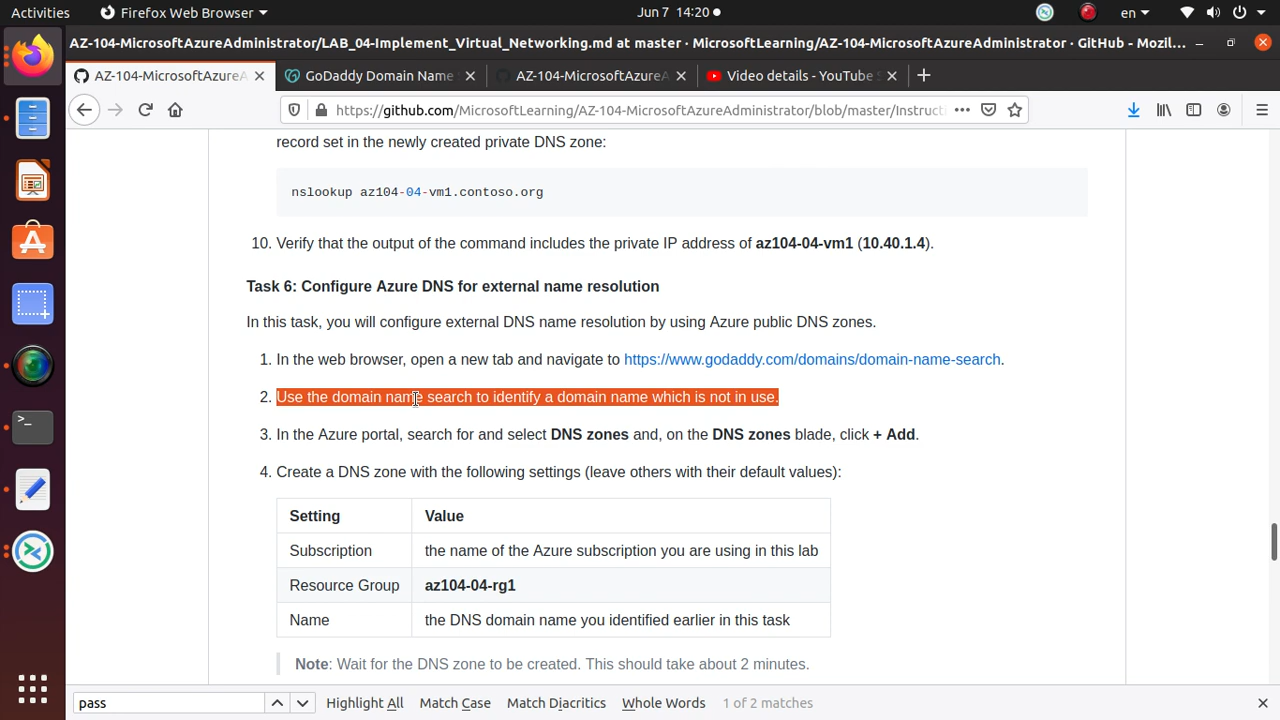 Activities
Firefox Web Browser
Jun 7 14:20
en
AZ-104-MicrosoftAzureAdministrator/LAB_04-Implement_Virtual_Networking.md at master · MicrosoftLearning/AZ-104-MicrosoftAzureAdministrator · GitHub - Mozil...
AZ-104-MicrosoftAzureA
GoDaddy Domain Name
AZ-104-MicrosoftAzureA
Video details - YouTube S
https://github.com/MicrosoftLearning/AZ-104-MicrosoftAzureAdministrator/blob/master/Instructi
record set in the newly created private DNS zone:
nslookup az104-04-vm1.contoso.org
10. Verify that the output of the command includes the private IP address of az104-04-vm1 (10.40.1.4).
Task 6: Configure Azure DNS for external name resolution
In this task, you will configure external DNS name resolution by using Azure public DNS zones.
1. In the web browser, open a new tab and navigate to https://www.godaddy.com/domains/domain-name-search.
2. Use the domain name search to identify a domain name which is not in use.
3. In the Azure portal, search for and select DNS zones and, on the DNS zones blade, click + Add.
4. Create a DNS zone with the following settings (leave others with their default values):
Setting Value
Subscription the name of the Azure subscription you are using in this lab
Resource Group az104-04-rg1
Name the DNS domain name you identified earlier in this task
Note: Wait for the DNS zone to be created. This should take about 2 minutes.
pass
Highlight All
Match Case
Match Diacritics
Whole Words
1 of 2 matches